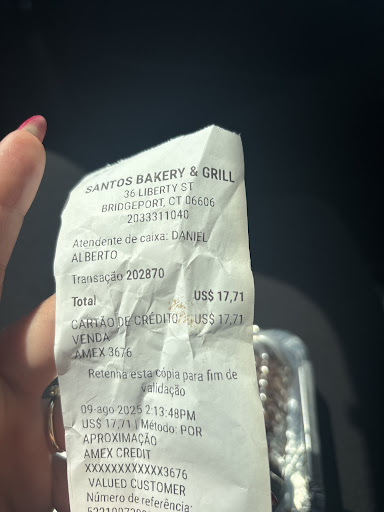 SANTOS BAKERY & GRILL
36 LIBERTY ST
BRIDGEPORT, CT 06606
2033311040
Atendente de caixa: DANIEL
ALBERTO
Transação 202870
Total US$ 17,71
CARTÃO DE CRÉDITO US$ 17,71
VENDA
AMEX 3676
Retenha esta cópia para fim de
validação
09-ago 2025 2:13:48PM
US$ 17,71 | Método: POR
APROXIMAÇÃO
AMEX CREDIT
XXXXXXXXXXXX3676
VALUED CUSTOMER
Número de referência: